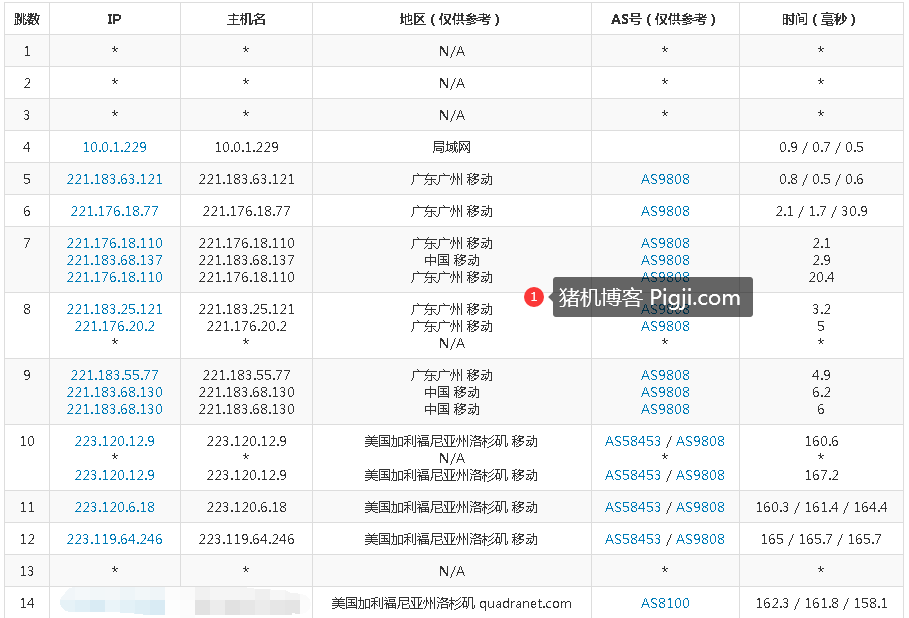 跳数 IP 主机名 地区（仅供参考） AS号（仅供参考） 时间（毫秒）
1 * * N/A * *
2 * * N/A * *
3 * * N/A * *
4 10.0.1.229 10.0.1.229 局域网 0.9 / 0.7 / 0.5
5 221.183.63.121 221.183.63.121 广东广州 移动 AS9808 0.8 / 0.5 / 0.6
6 221.176.18.77 221.176.18.77 广东广州 移动 AS9808 2.1 / 1.7 / 30.9
7 221.176.18.110 221.176.18.110 广东广州 移动 AS9808 2.1
221.183.68.137 221.183.68.137 中国 移动 AS9808 2.9
221.176.18.110 221.176.18.110 广东广州 移动 AS9808 20.4
1 猪机博客 Pigji.com
8 221.183.25.121 221.183.25.121 广东广州 移动 AS9808 3.2
221.176.20.2 221.176.20.2 广东广州 移动 AS9808 5
* * N/A * *
9 221.183.55.77 221.183.55.77 广东广州 移动 AS9808 4.9
221.183.68.130 221.183.68.130 中国 移动 AS9808 6.2
221.183.68.130 221.183.68.130 中国 移动 AS9808 6
10 223.120.12.9 223.120.12.9 美国加利福尼亚州洛杉矶 移动 AS58453 / AS9808 160.6
* * N/A * *
223.120.12.9 223.120.12.9 美国加利福尼亚州洛杉矶 移动 AS58453 / AS9808 167.2
11 223.120.6.18 223.120.6.18 美国加利福尼亚州洛杉矶 移动 AS58453 / AS9808 160.3 / 161.4 / 164.4
12 223.119.64.246 223.119.64.246 美国加利福尼亚州洛杉矶 移动 AS58453 / AS9808 165 / 165.7 / 165.7
13 * * N/A * *
14 美国加利福尼亚州洛杉矶 quadranet.com AS8100 162.3 / 161.8 / 158.1